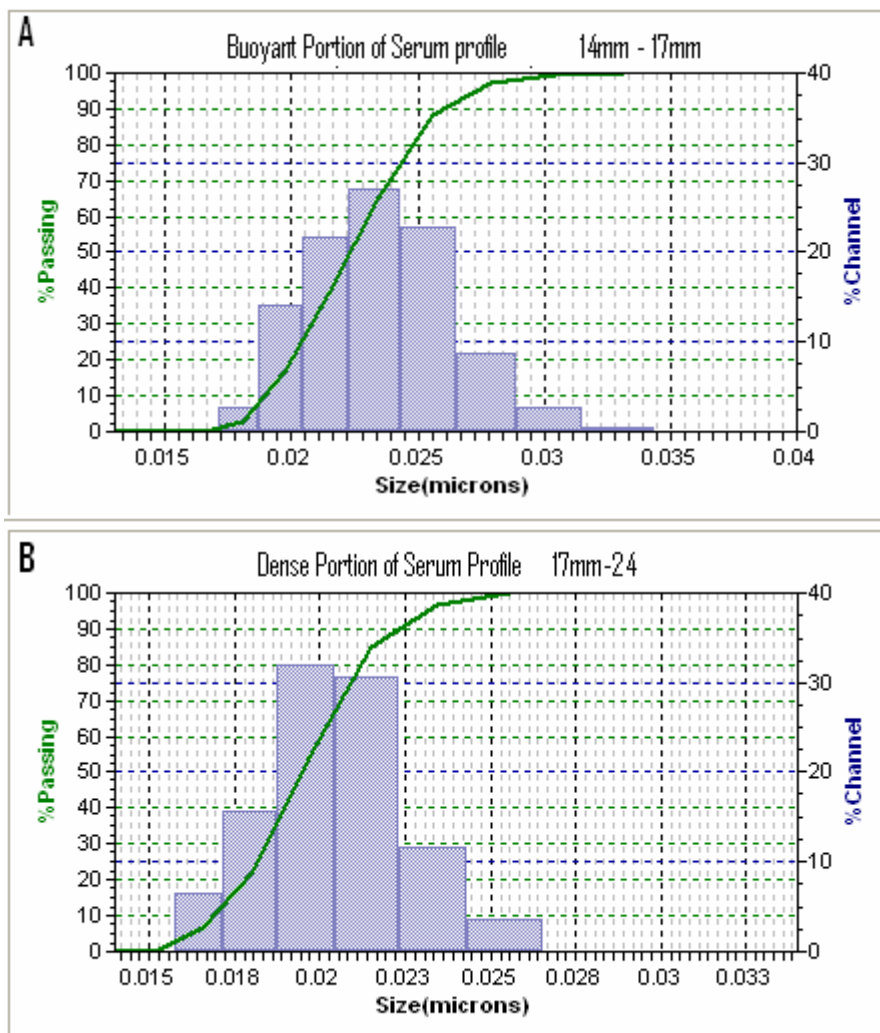 A
Buoyant Portion of Serum profile 14mm - 17mm
100 40
90
80
70 30
60
50 20
40
30
20 10
10
0 0
%Passing
%Channel
0.015 0.02 0.025 0.03 0.035 0.04
Size(microns)
B
Dense Portion of Serum Profile 17mm-24
100 40
90
80
70 30
60
50 20
40
30
20 10
10
0 0
%Passing
%Channel
0.015 0.018 0.02 0.023 0.025 0.028 0.03 0.033
Size(microns)